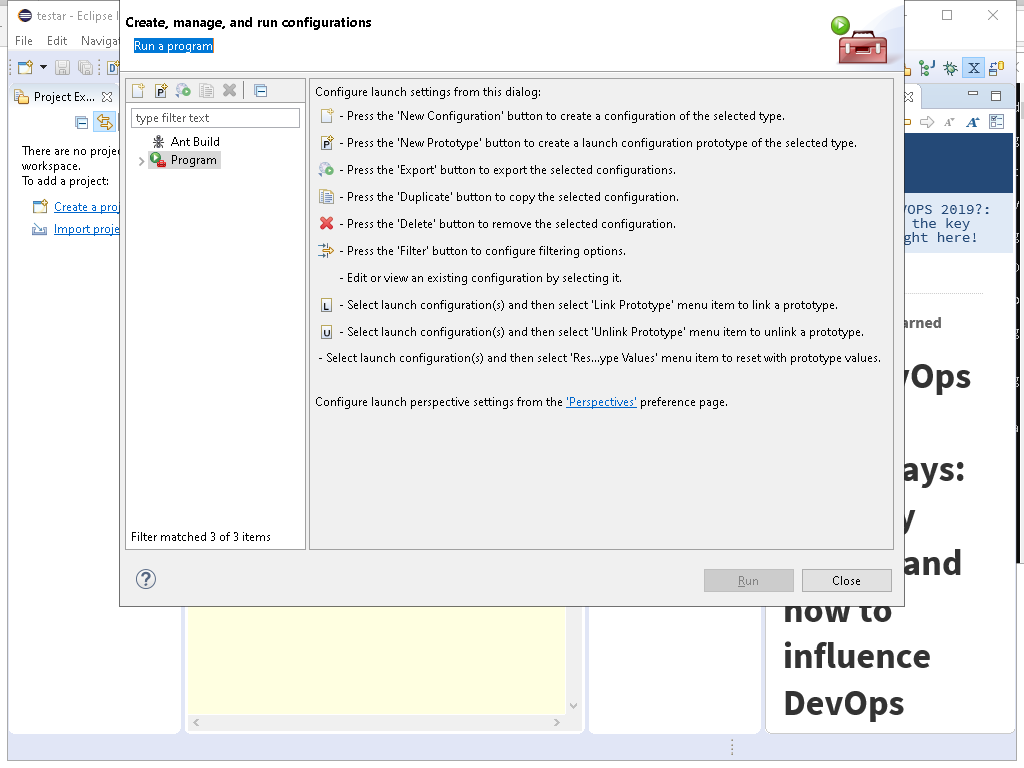 testar - Eclipse I
File Edit Navigat
Project Ex...
There are no proje
workspace.
To add a project:
Create a proj
Import proje
Create, manage, and run configurations
Run a program
type filter text
Ant Build
Program
Filter matched 3 of 3 items
Configure launch settings from this dialog:
- Press the 'New Configuration' button to create a configuration of the selected type.
- Press the 'New Prototype' button to create a launch configuration prototype of the selected type.
- Press the 'Export' button to export the selected configurations.
- Press the 'Duplicate' button to copy the selected configuration.
- Press the 'Delete' button to remove the selected configuration.
- Press the 'Filter' button to configure filtering options.
- Edit or view an existing configuration by selecting it.
- Select launch configuration(s) and then select 'Link Prototype' menu item to link a prototype.
- Select launch configuration(s) and then select 'Unlink Prototype' menu item to unlink a prototype.
- Select launch configuration(s) and then select 'Res...ype Values' menu item to reset with prototype values.
Configure launch perspective settings from the 'Perspectives' preference page.
Run
Close
VOPS 2019?:
the key
ght here!
arned
vOps
ays:
y
and
how to
influence
DevOps